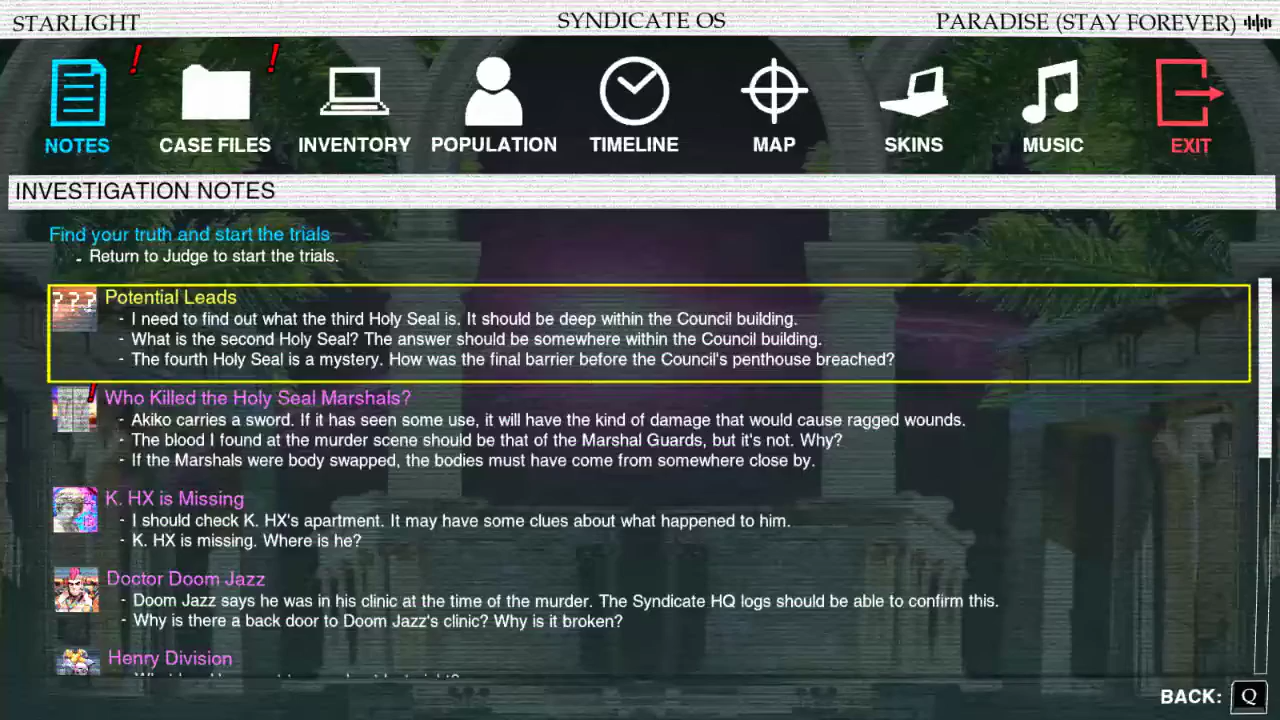 STARLIGHT
SYNDICATE OS
PARADISE (STAY FOREVER)
! !
NOTES CASE FILES INVENTORY POPULATION TIMELINE MAP SKINS MUSIC EXIT
INVESTIGATION NOTES
Find your truth and start the trials
- Return to Judge to start the trials.
???
Potential Leads
- I need to find out what the third Holy Seal is. It should be deep within the Council building.
- What is the second Holy Seal? The answer should be somewhere within the Council building.
- The fourth Holy Seal is a mystery. How was the final barrier before the Council's penthouse breached?
! Who Killed the Holy Seal Marshals?
- Akiko carries a sword. If it has seen some use, it will have the kind of damage that would cause ragged wounds.
- The blood I found at the murder scene should be that of the Marshal Guards, but it's not. Why?
- If the Marshals were body swapped, the bodies must have come from somewhere close by.
K. HX is Missing
- I should check K. HX's apartment. It may have some clues about what happened to him.
- K. HX is missing. Where is he?
Doctor Doom Jazz
- Doom Jazz says he was in his clinic at the time of the murder. The Syndicate HQ logs should be able to confirm this.
- Why is there a back door to Doom Jazz's clinic? Why is it broken?
Henry Division
BACK: Q